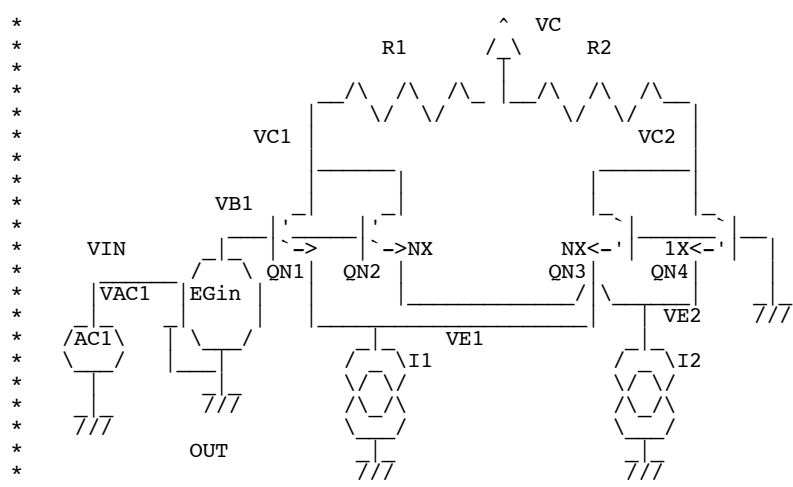 VC
R1 R2
VC1 VC2
VB1
VIN NX NX 1X
QN1 QN2 QN3 QN4
VAC1 EGin
VE2
AC1 VE1
I1 I2
OUT